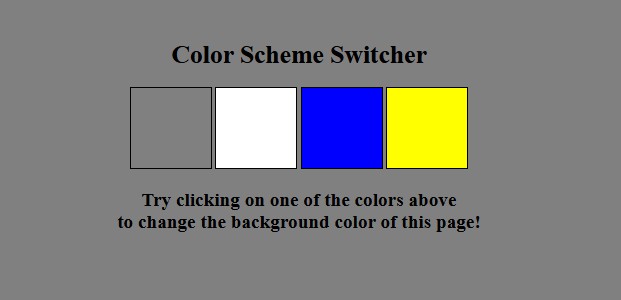 Color Scheme Switcher
Try clicking on one of the colors above
to change the background color of this page!